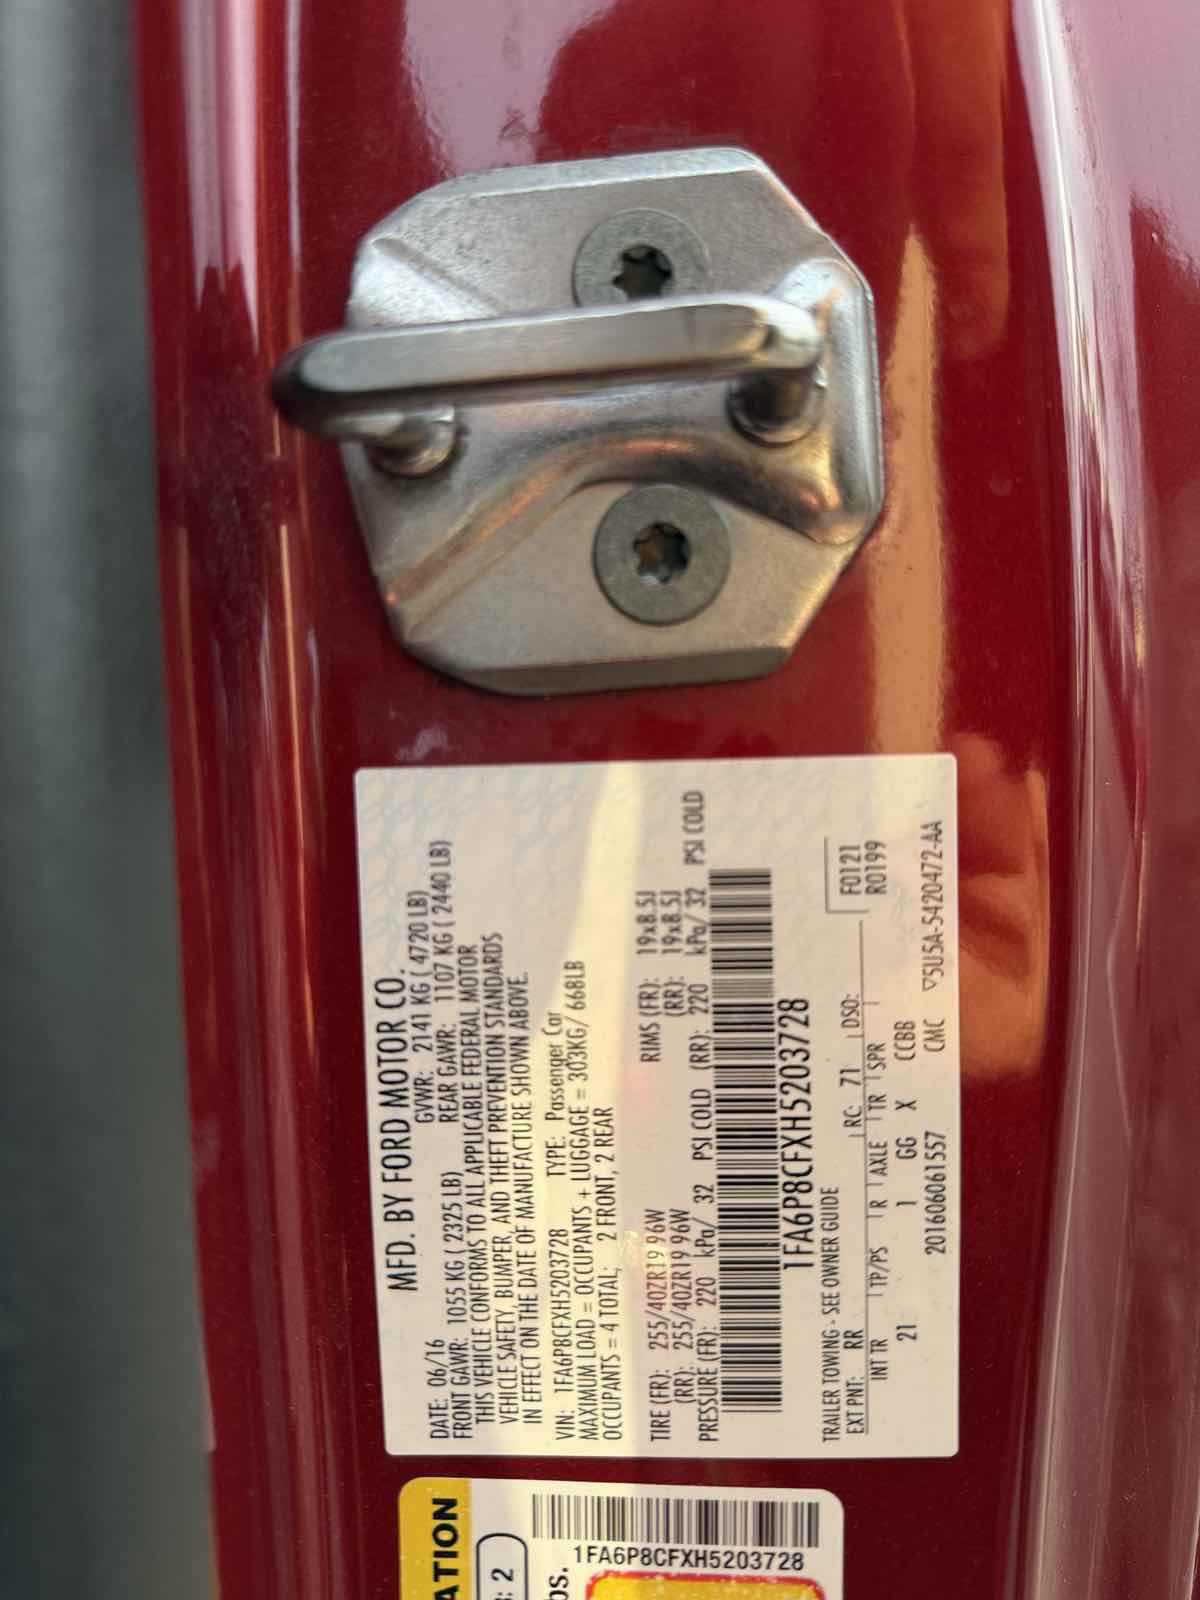 MFD. BY FORD MOTOR CO.
DATE: 06/16 GVWR: 2141 KG ( 4720 LB)
FRONT GAWR: 1055 KG ( 2325 LB) REAR GAWR: 1107 KG ( 2440 LB)
THIS VEHICLE CONFORMS TO ALL APPLICABLE FEDERAL MOTOR
VEHICLE SAFETY, BUMPER, AND THEFT PREVENTION STANDARDS
IN EFFECT ON THE DATE OF MANUFACTURE SHOWN ABOVE.
VIN: 1FA6P8CFXH5203728 TYPE: Passenger Car
MAXIMUM LOAD = OCCUPANTS + LUGGAGE = 303KG/ 668LB
OCCUPANTS = 4 TOTAL, 2 FRONT, 2 REAR
TIRE (FR): 255/40ZR19 96W RIMS (FR): 19x8.5J
(RR): 255/40ZR19 96W (RR): 19x8.5J
PRESSURE (FR): 220 kPa/ 32 PSI COLD (RR): 220 kPa/ 32 PSI COLD
1FA6P8CFXH5203728
TRAILER TOWING - SEE OWNER GUIDE
F0121
EXT PNT: RR RC: 71 DSO: R0199
INT TR TP/PS R AXLE TR SPR
21 1 GG X CCBB
201606061557 CMC ▽5U5A-5420472-AA
ATION
: 2
bs.
1FA6P8CFXH5203728